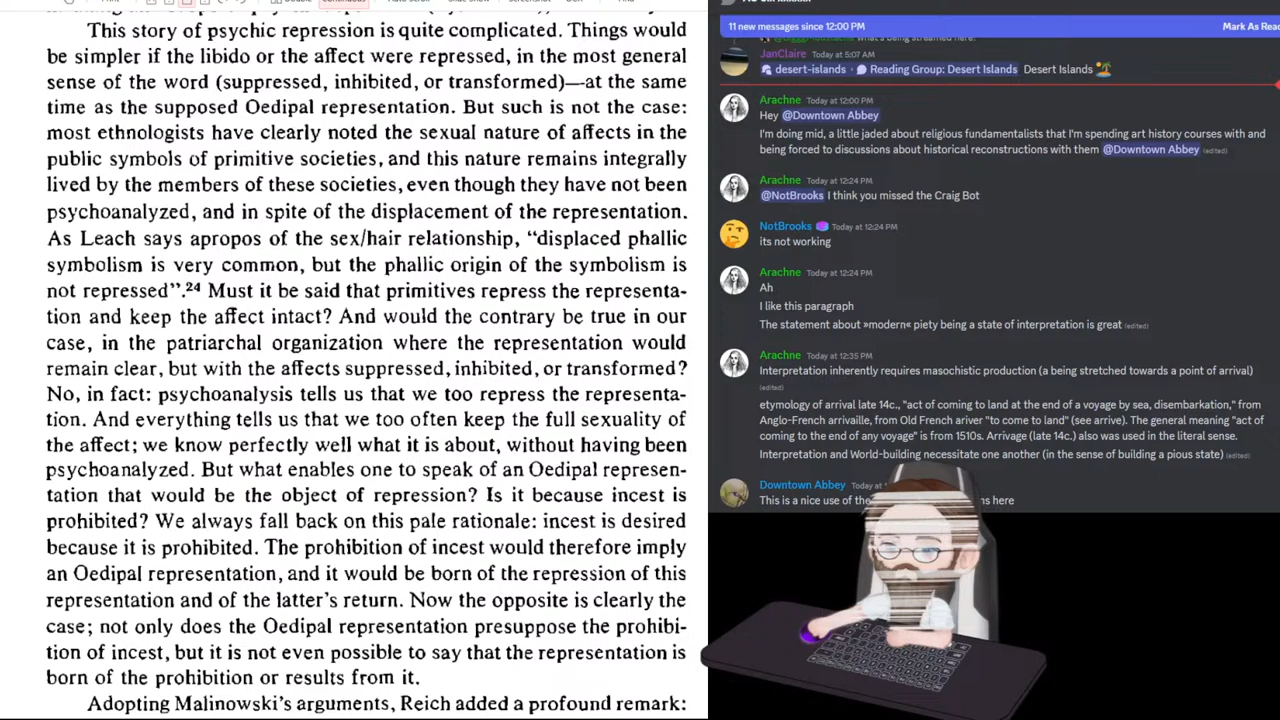 This story of psychic repression is quite complicated. Things would
be simpler if the libido or the affect were repressed, in the most general
sense of the word (suppressed, inhibited, or transformed)—at the same
time as the supposed Oedipal representation. But such is not the case:
most ethnologists have clearly noted the sexual nature of affects in the
public symbols of primitive societies, and this nature remains integrally
lived by the members of these societies, even though they have not been
psychoanalyzed, and in spite of the displacement of the representation.
As Leach says apropos of the sex/hair relationship, “displaced phallic
symbolism is very common, but the phallic origin of the symbolism is
not repressed”.24 Must it be said that primitives repress the representa-
tion and keep the affect intact? And would the contrary be true in our
case, in the patriarchal organization where the representation would
remain clear, but with the affects suppressed, inhibited, or transformed?
No, in fact: psychoanalysis tells us that we too repress the representa-
tion. And everything tells us that we too often keep the full sexuality of
the affect; we know perfectly well what it is about, without having been
psychoanalyzed. But what enables one to speak of an Oedipal represen-
tation that would be the object of repression? Is it because incest is
prohibited? We always fall back on this pale rationale: incest is desired
because it is prohibited. The prohibition of incest would therefore imply
an Oedipal representation, and it would be born of the repression of this
representation and of the latter's return. Now the opposite is clearly the
case; not only does the Oedipal representation presuppose the prohibi-
tion of incest, but it is not even possible to say that the representation is
born of the prohibition or results from it.
Adopting Malinowski's arguments, Reich added a profound remark:
11 new messages since 12:00 PM Mark As Read
JanClaire Today at 5:07 AM
desert-islands Reading Group: Desert Islands Desert Islands 🏝️
Arachne Today at 12:00 PM
Hey @Downtown Abbey
I'm doing mid, a little jaded about religious fundamentalists that I'm spending art history courses with and
being forced to discussions about historical reconstructions with them @Downtown Abbey (edited)
Arachne Today at 12:24 PM
@NotBrooks I think you missed the Craig Bot
NotBrooks Today at 12:24 PM
its not working
Arachne Today at 12:24 PM
Ah
I like this paragraph
The statement about »modern« piety being a state of interpretation is great (edited)
Arachne Today at 12:35 PM
Interpretation inherently requires masochistic production (a being stretched towards a point of arrival)
(edited)
etymology of arrival late 14c., "act of coming to land at the end of a voyage by sea, disembarkation," from
Anglo-French arrivaille, from Old French ariver "to come to land" (see arrive). The general meaning "act of
coming to the end of any voyage" is from 1510s. Arrivage (late 14c.) also was used in the literal sense.
Interpretation and World-building necessitate one another (in the sense of building a pious state) (edited)
Downtown Abbey Today at
This is a nice use of the here